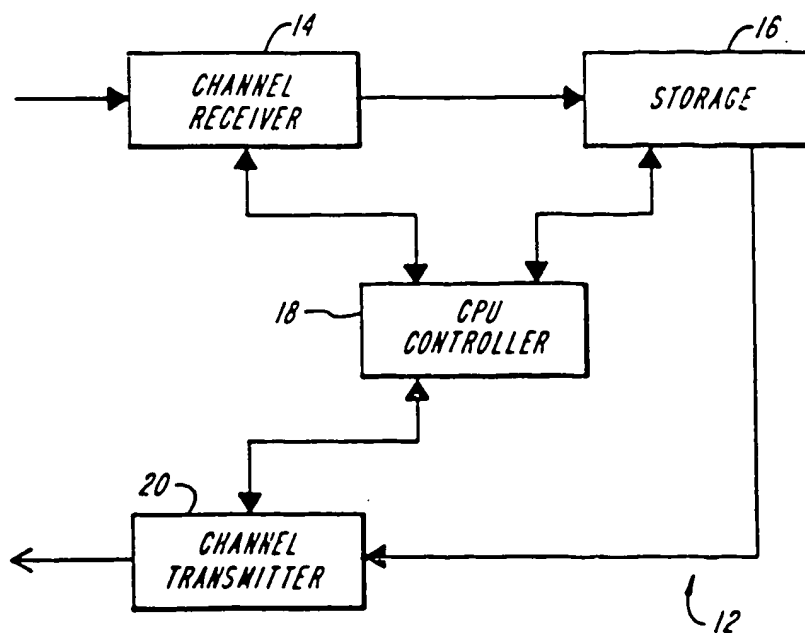 14
16
CHANNEL
RECEIVER
STORAGE
18
CPU
CONTROLLER
20
CHANNEL
TRANSMITTER
12